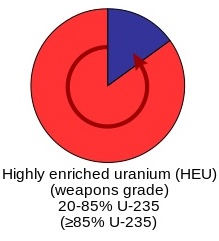 Highly enriched uranium (HEU)
(weapons grade)
20-85% U-235
(≥85% U-235)